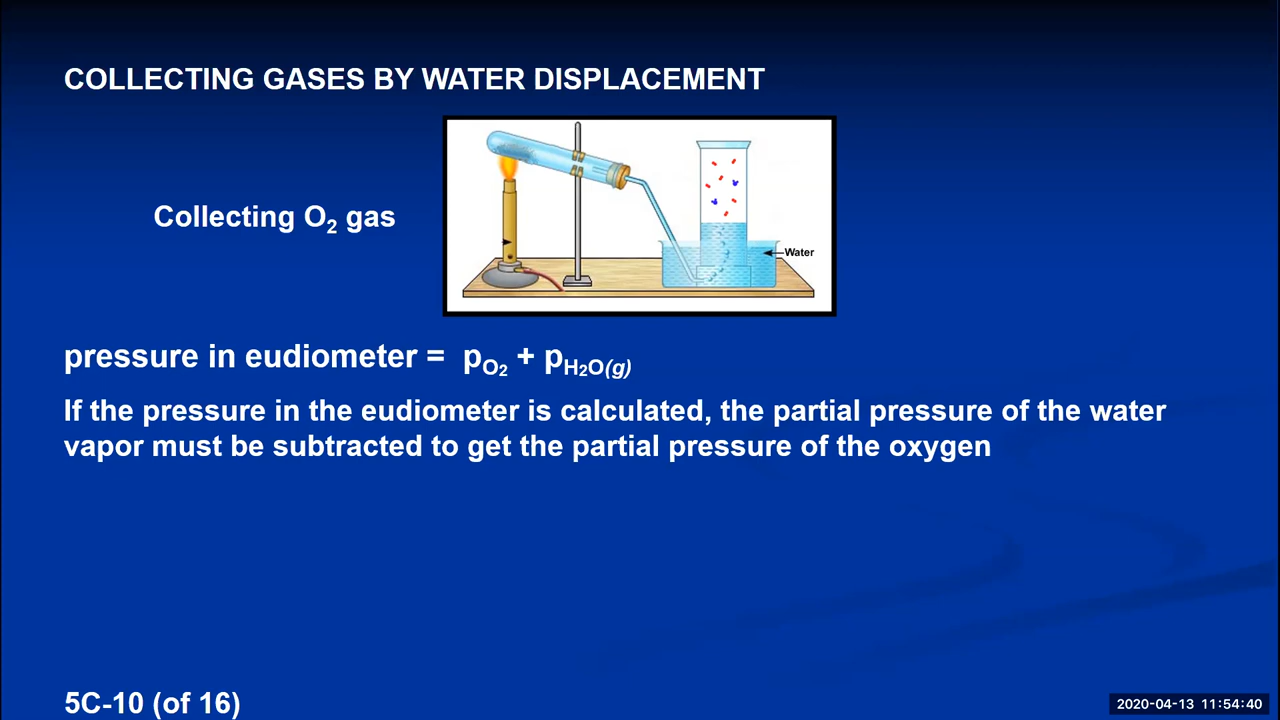 COLLECTING GASES BY WATER DISPLACEMENT
Collecting O₂ gas
Water
pressure in eudiometer = pO₂ + pH₂O(g)
If the pressure in the eudiometer is calculated, the partial pressure of the water
vapor must be subtracted to get the partial pressure of the oxygen
5C-10 (of 16)
2020-04-13 11:54:40